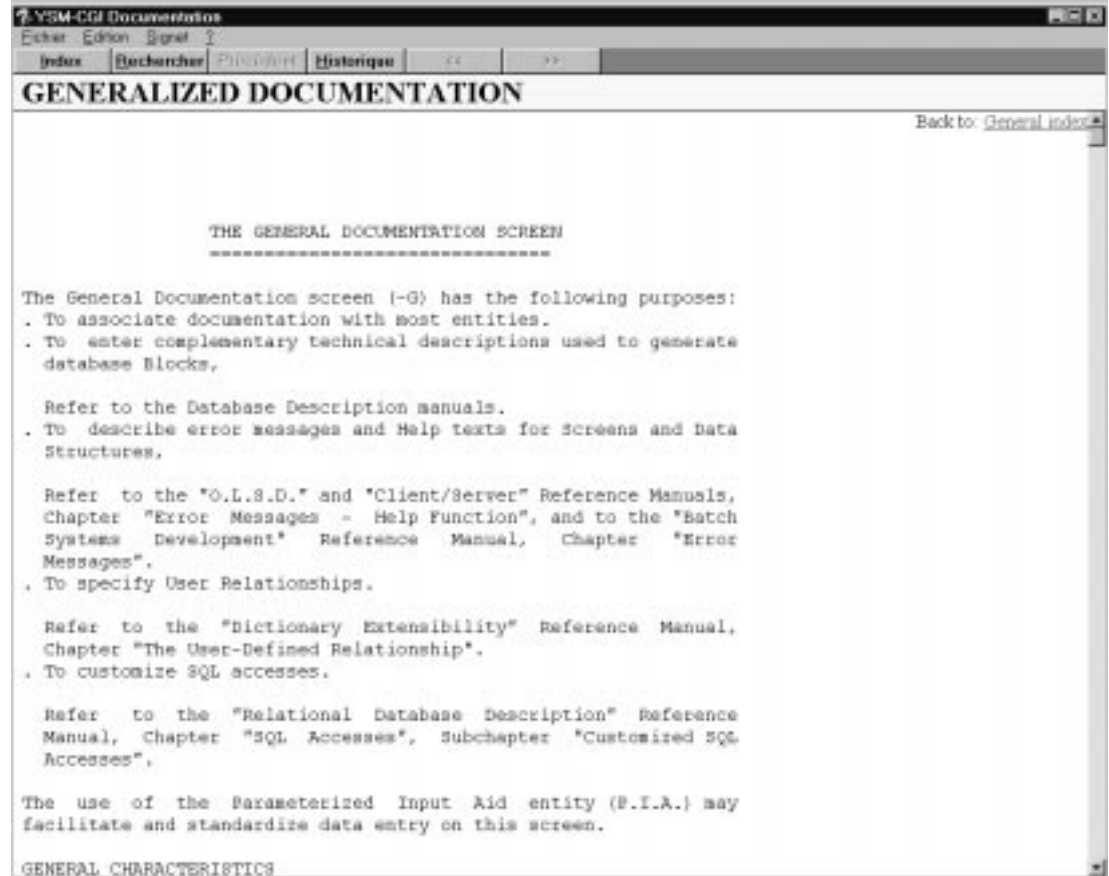 YSM-CGI Documentation
Fichier Edition Signet ?
Index Rechercher Précédent Historique << >>
GENERALIZED DOCUMENTATION
Back to: General index
THE GENERAL DOCUMENTATION SCREEN
================================
The General Documentation screen (-G) has the following purposes:
. To associate documentation with most entities.
. To enter complementary technical descriptions used to generate
database Blocks,
Refer to the Database Description manuals.
. To describe error messages and Help texts for Screens and Data
Structures,
Refer to the "O.L.S.D." and "Client/Server" Reference Manuals,
Chapter "Error Messages - Help Function", and to the "Batch
Systems Development" Reference Manual, Chapter "Error
Messages".
. To specify User Relationships.
Refer to the "Dictionary Extensibility" Reference Manual,
Chapter "The User-Defined Relationship".
. To customize SQL accesses.
Refer to the "Relational Database Description" Reference
Manual, Chapter "SQL Accesses", Subchapter "Customized SQL
Accesses".
The use of the Parameterized Input Aid entity (P.I.A.) may
facilitate and standardize data entry on this screen.
GENERAL CHARACTERISTICS